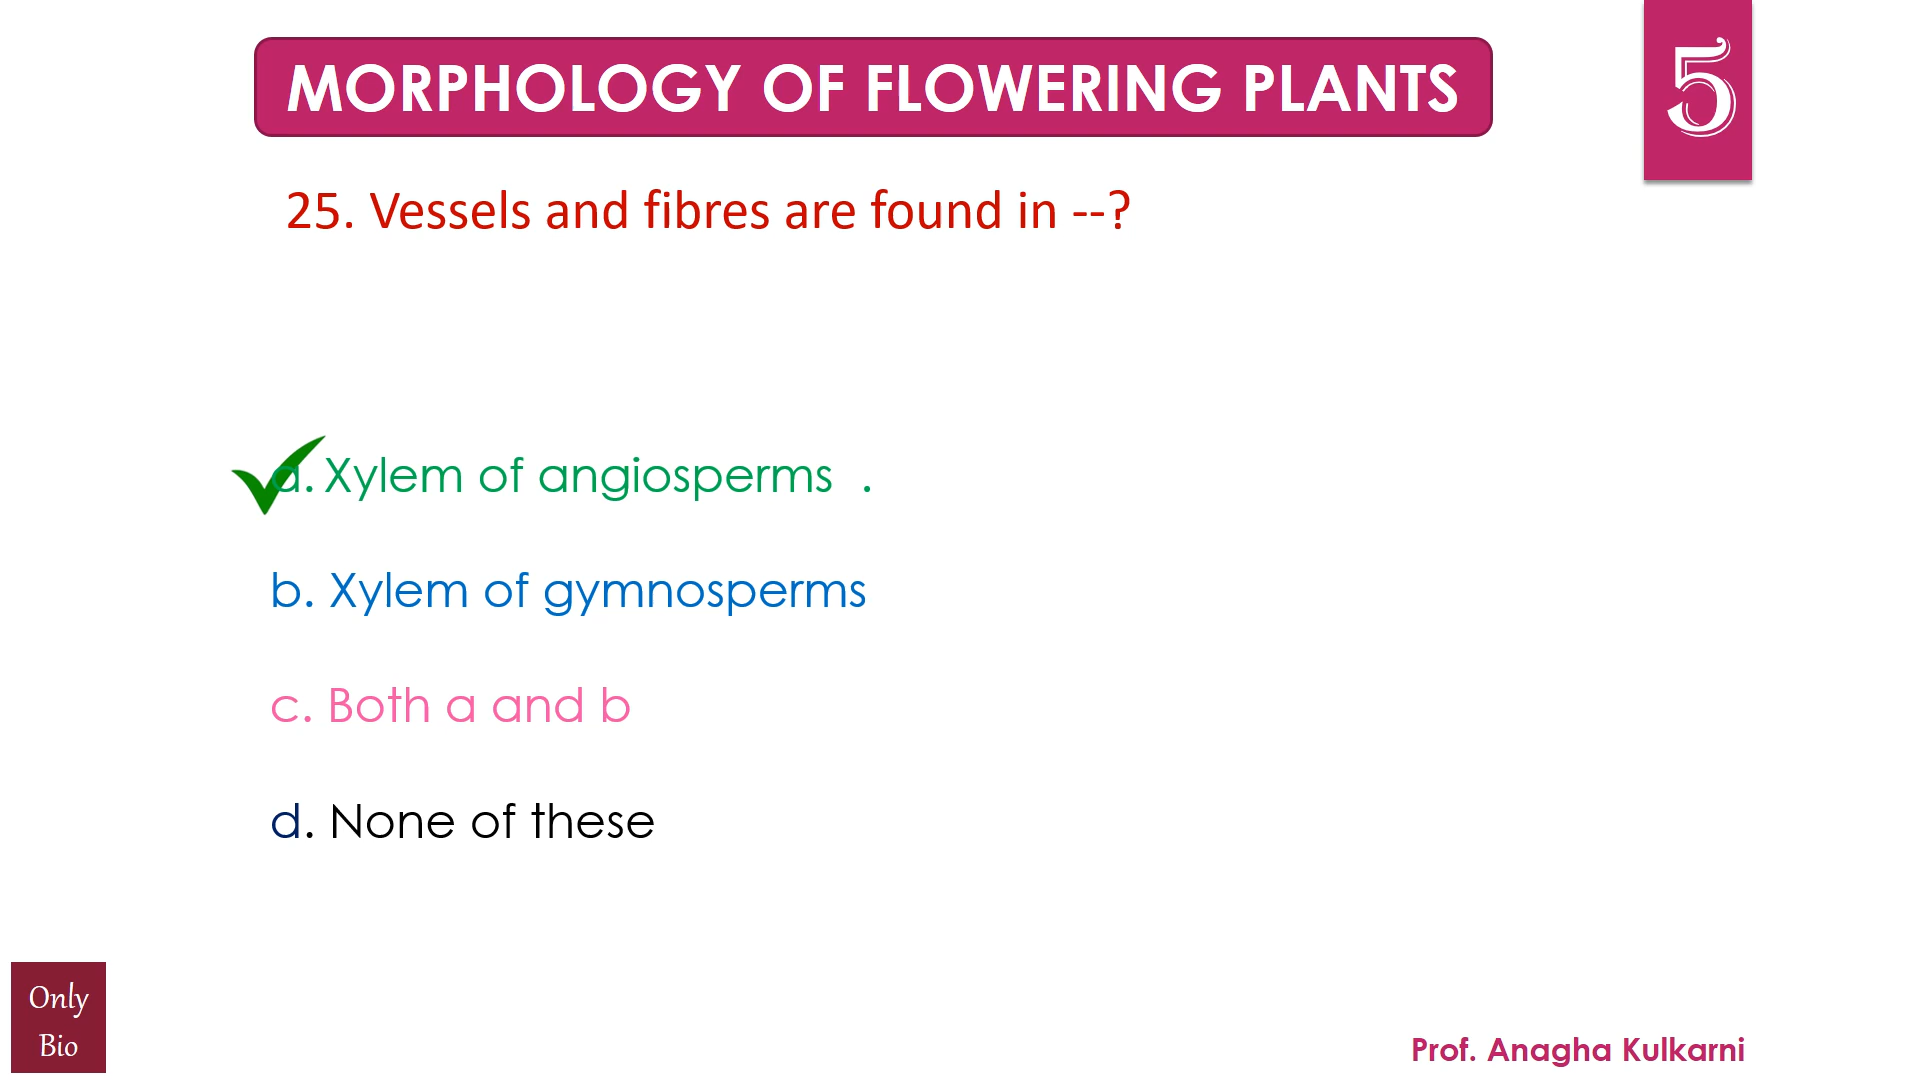 MORPHOLOGY OF FLOWERING PLANTS
5
25. Vessels and fibres are found in --?
a. Xylem of angiosperms .
b. Xylem of gymnosperms
c. Both a and b
d. None of these
Only
Bio
Prof. Anagha Kulkarni